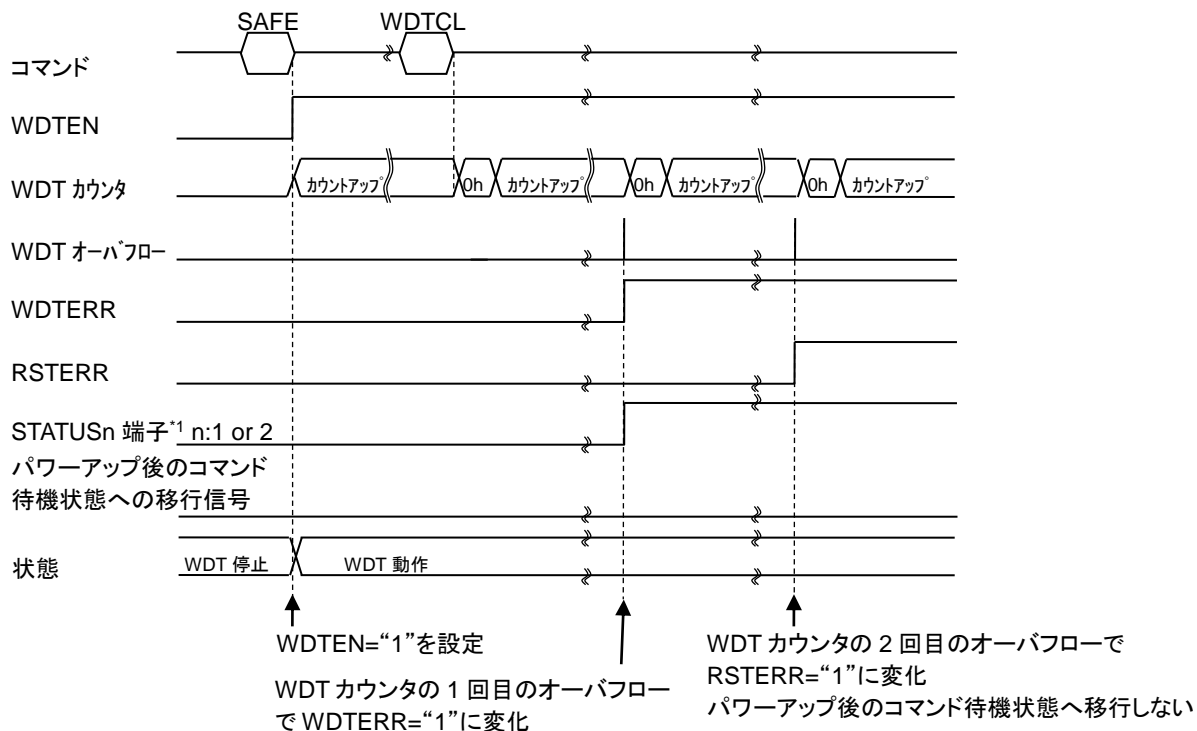 SAFE WDTCL
コマンド
WDTEN
WDT カウンタ カウントアップ 0h カウントアップ 0h カウントアップ 0h カウントアップ
WDT オーバフロー
WDTERR
RSTERR
STATUSn 端子*1 n:1 or 2
パワーアップ後のコマンド
待機状態への移行信号
状態 WDT 停止 WDT 動作
WDTEN=“1”を設定
WDT カウンタの 1 回目のオーバフロー
で WDTERR=“1”に変化
WDT カウンタの 2 回目のオーバフローで
RSTERR=“1”に変化
パワーアップ後のコマンド待機状態へ移行しない